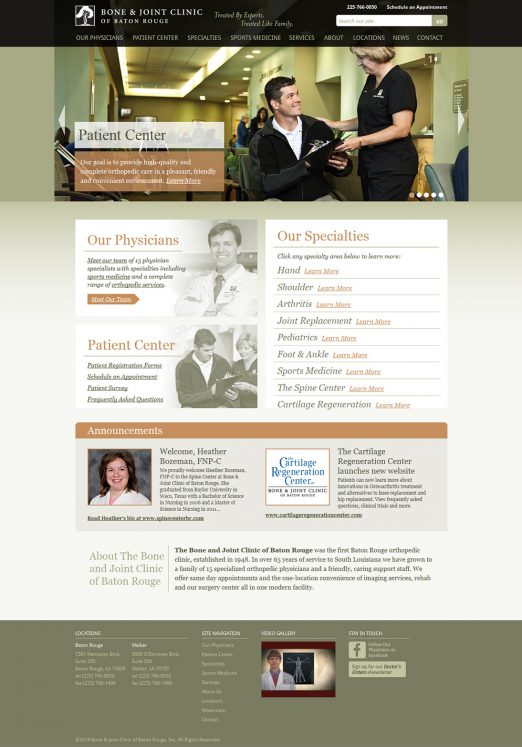 BONE & JOINT CLINIC
OF BATON ROUGE
Treated By Experts.
Treated Like Family.
225 766-0050 Schedule an Appointment
Search our site GO
OUR PHYSICIANS PATIENT CENTER SPECIALTIES SPORTS MEDICINE SERVICES ABOUT LOCATIONS NEWS CONTACT
Patient Center
Our goal is to provide high-quality and
complete orthopedic care in a pleasant, friendly
and convenient environment. Learn More
Our Physicians
Meet our team of 15 physician
specialists with specialties including
sports medicine and a complete
range of orthopedic services.
Meet Our Team
Patient Center
Patient Registration Forms
Schedule an Appointment
Patient Survey
Frequently Asked Questions
Our Specialties
Click any specialty area below to learn more:
Hand Learn More
Shoulder Learn More
Arthritis Learn More
Joint Replacement Learn More
Pediatrics Learn More
Foot & Ankle Learn More
Sports Medicine Learn More
The Spine Center Learn More
Cartilage Regeneration Learn More
Announcements
Welcome, Heather
Bozeman, FNP-C
We proudly welcome Heather Bozeman,
FNP-C to the Spine Center at Bone &
Joint Clinic of Baton Rouge. She
graduated from Baylor University in
Waco, Texas with a Bachelor of Science
in Nursing in 2006 and a Master of
Science in Nursing in 2011...
Read Heather's bio at www.spinecenterbr.com
The
Cartilage
Regeneration
Center
BONE & JOINT CLINIC
OF BATON ROUGE
The Cartilage
Regeneration Center
launches new website
Patients can now learn more about
innovations in Osteoarthritis treatment
and alternatives to knee replacement and
hip replacement. View frequently asked
questions, clinical trials and more.
www.cartilageregenerationcenter.com
About The Bone
and Joint Clinic
of Baton Rouge
The Bone and Joint Clinic of Baton Rouge was the first Baton Rouge orthopedic
clinic, established in 1948. In over 65 years of service to South Louisiana we have grown to
a family of 15 specialized orthopedic physicians and a friendly, caring support staff. We
offer same day appointments and the one-location convenience of imaging services, rehab
and our surgery center all in one modern facility.
LOCATIONS
Baton Rouge
7301 Hennessy Blvd.
Suite 200
Baton Rouge, LA 70808
tel (225) 766-0050
fax (225) 766-1499
Walker
5000 O'Donovan Blvd.
Suite 306
Walker, LA 70785
tel (225) 766-0050
fax (225) 766-1499
SITE NAVIGATION
Our Physicians
Patient Center
Specialties
Sports Medicine
Services
About Us
Locations
Newsroom
Contact
VIDEO GALLERY
STAY IN TOUCH
Follow Our
Physicians on
Facebook
Sign up for our Doctor's
Orders eNewsletter
©2014 Bone & Joint Clinic of Baton Rouge, Inc. All Rights Reserved.